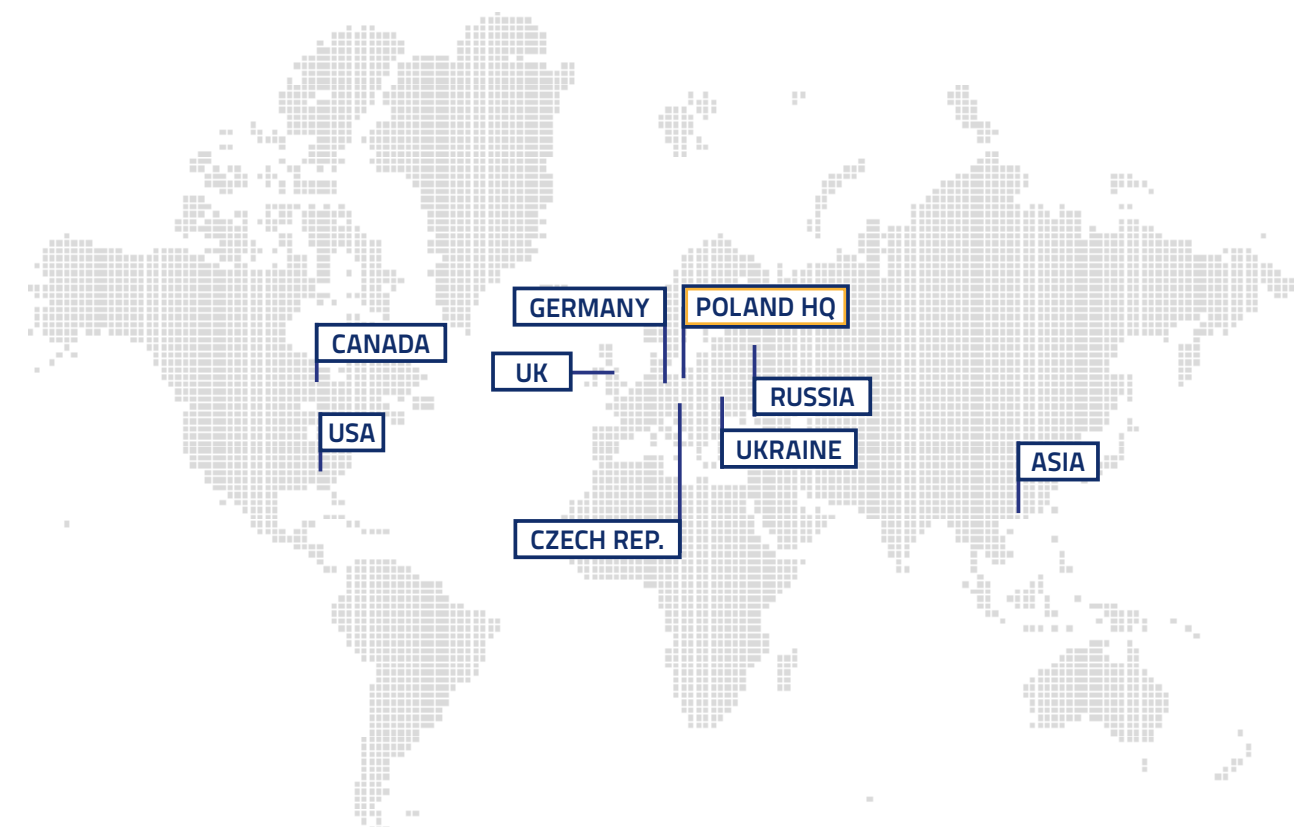 GERMANY
POLAND HQ
CANADA
UK
RUSSIA
USA
UKRAINE
ASIA
CZECH REP.